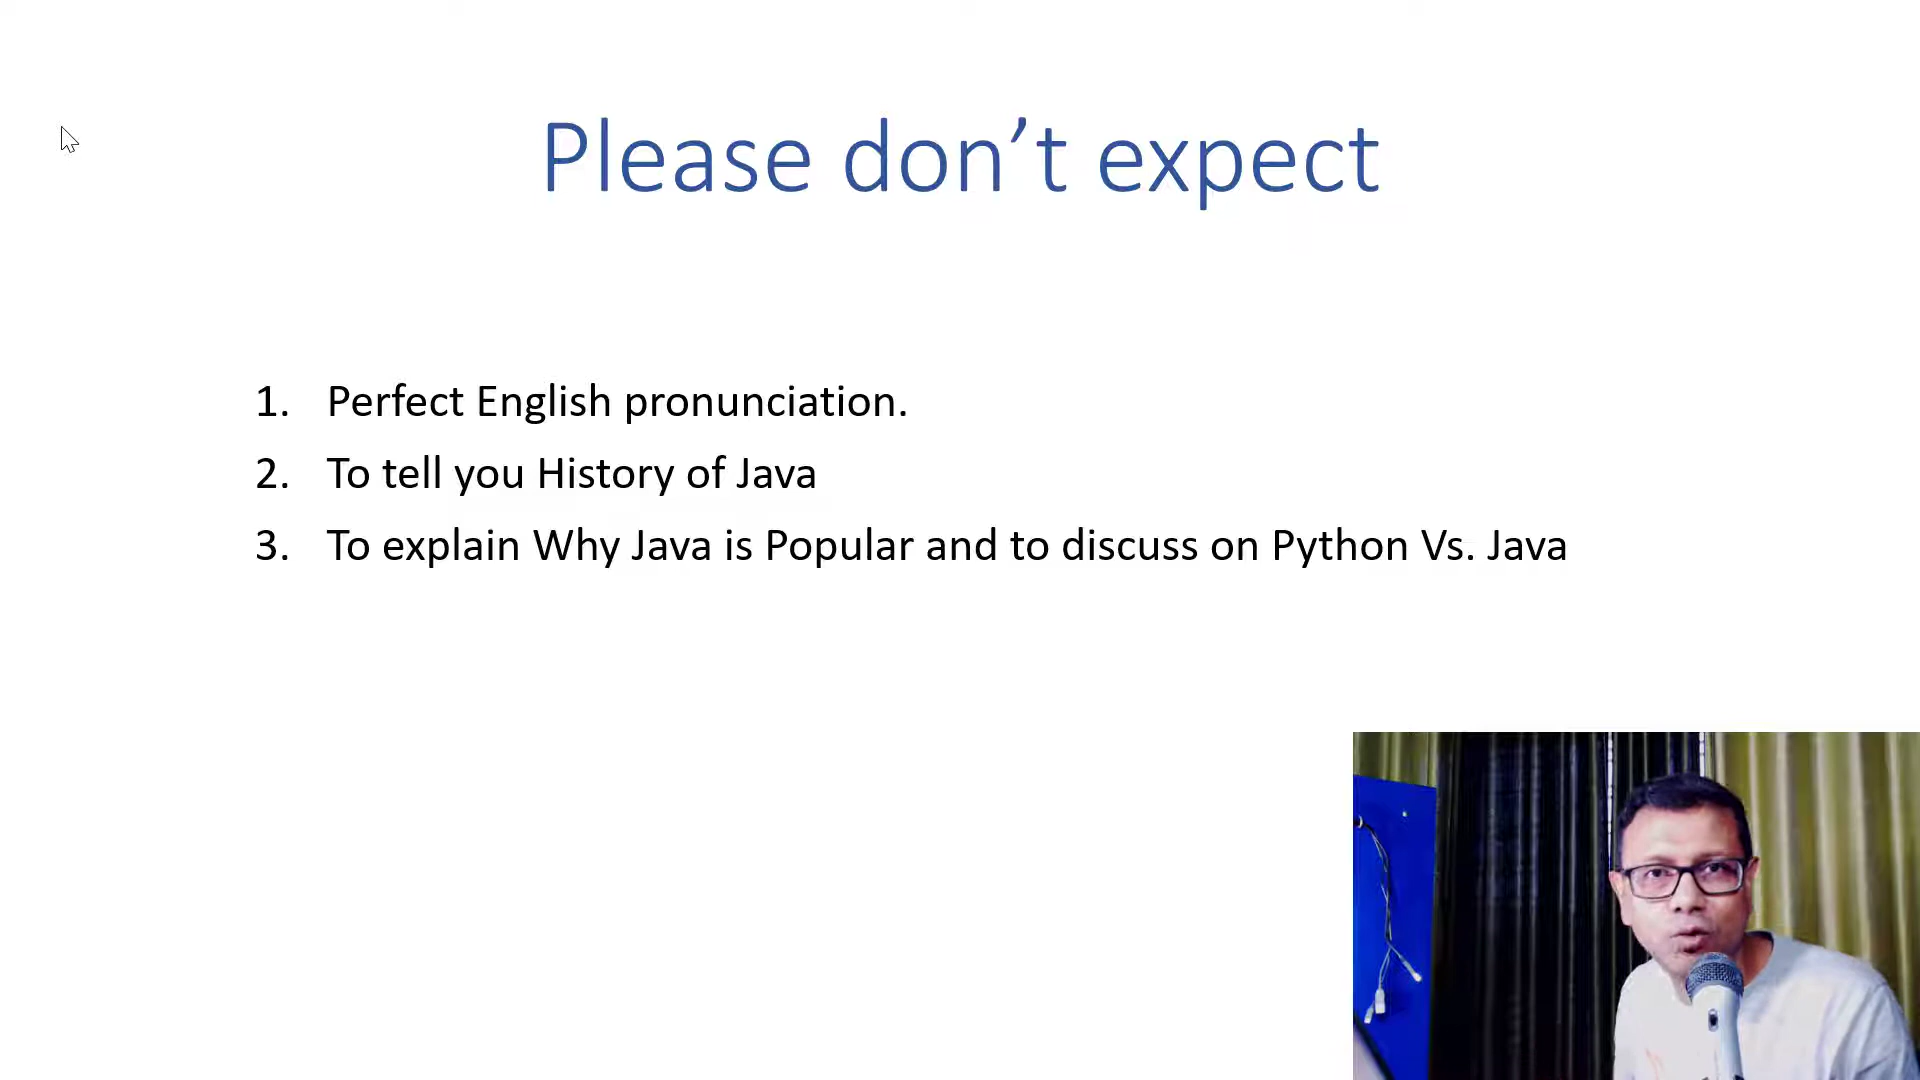 Please don’t expect
1. Perfect English pronunciation.
2. To tell you History of Java
3. To explain Why Java is Popular and to discuss on Python Vs. Java